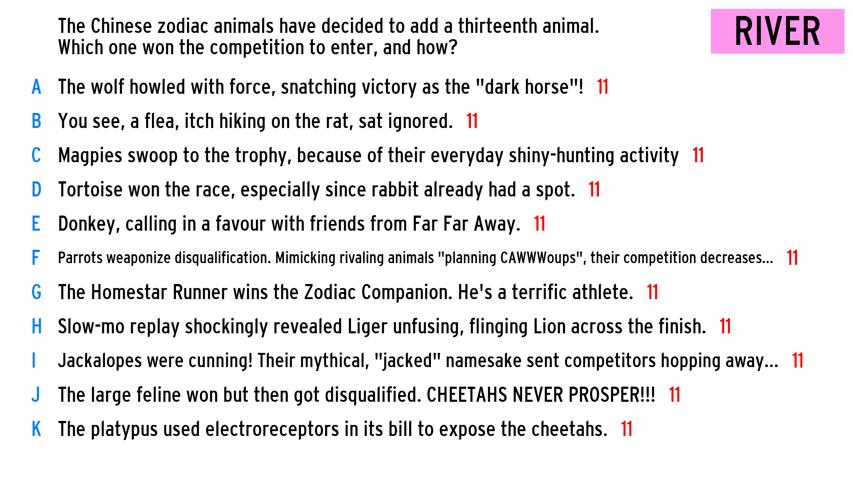 The Chinese zodiac animals have decided to add a thirteenth animal.
Which one won the competition to enter, and how?
RIVER
A The wolf howled with force, snatching victory as the "dark horse"! 11
B You see, a flea, itch hiking on the rat, sat ignored. 11
C Magpies swoop to the trophy, because of their everyday shiny-hunting activity 11
D Tortoise won the race, especially since rabbit already had a spot. 11
E Donkey, calling in a favour with friends from Far Far Away. 11
F Parrots weaponize disqualification. Mimicking rivaling animals "planning CAWWWoups", their competition decreases... 11
G The Homestar Runner wins the Zodiac Companion. He's a terrific athlete. 11
H Slow-mo replay shockingly revealed Liger unfusing, flinging Lion across the finish. 11
I Jackalopes were cunning! Their mythical, "jacked" namesake sent competitors hopping away... 11
J The large feline won but then got disqualified. CHEETAHS NEVER PROSPER!!! 11
K The platypus used electroreceptors in its bill to expose the cheetahs. 11